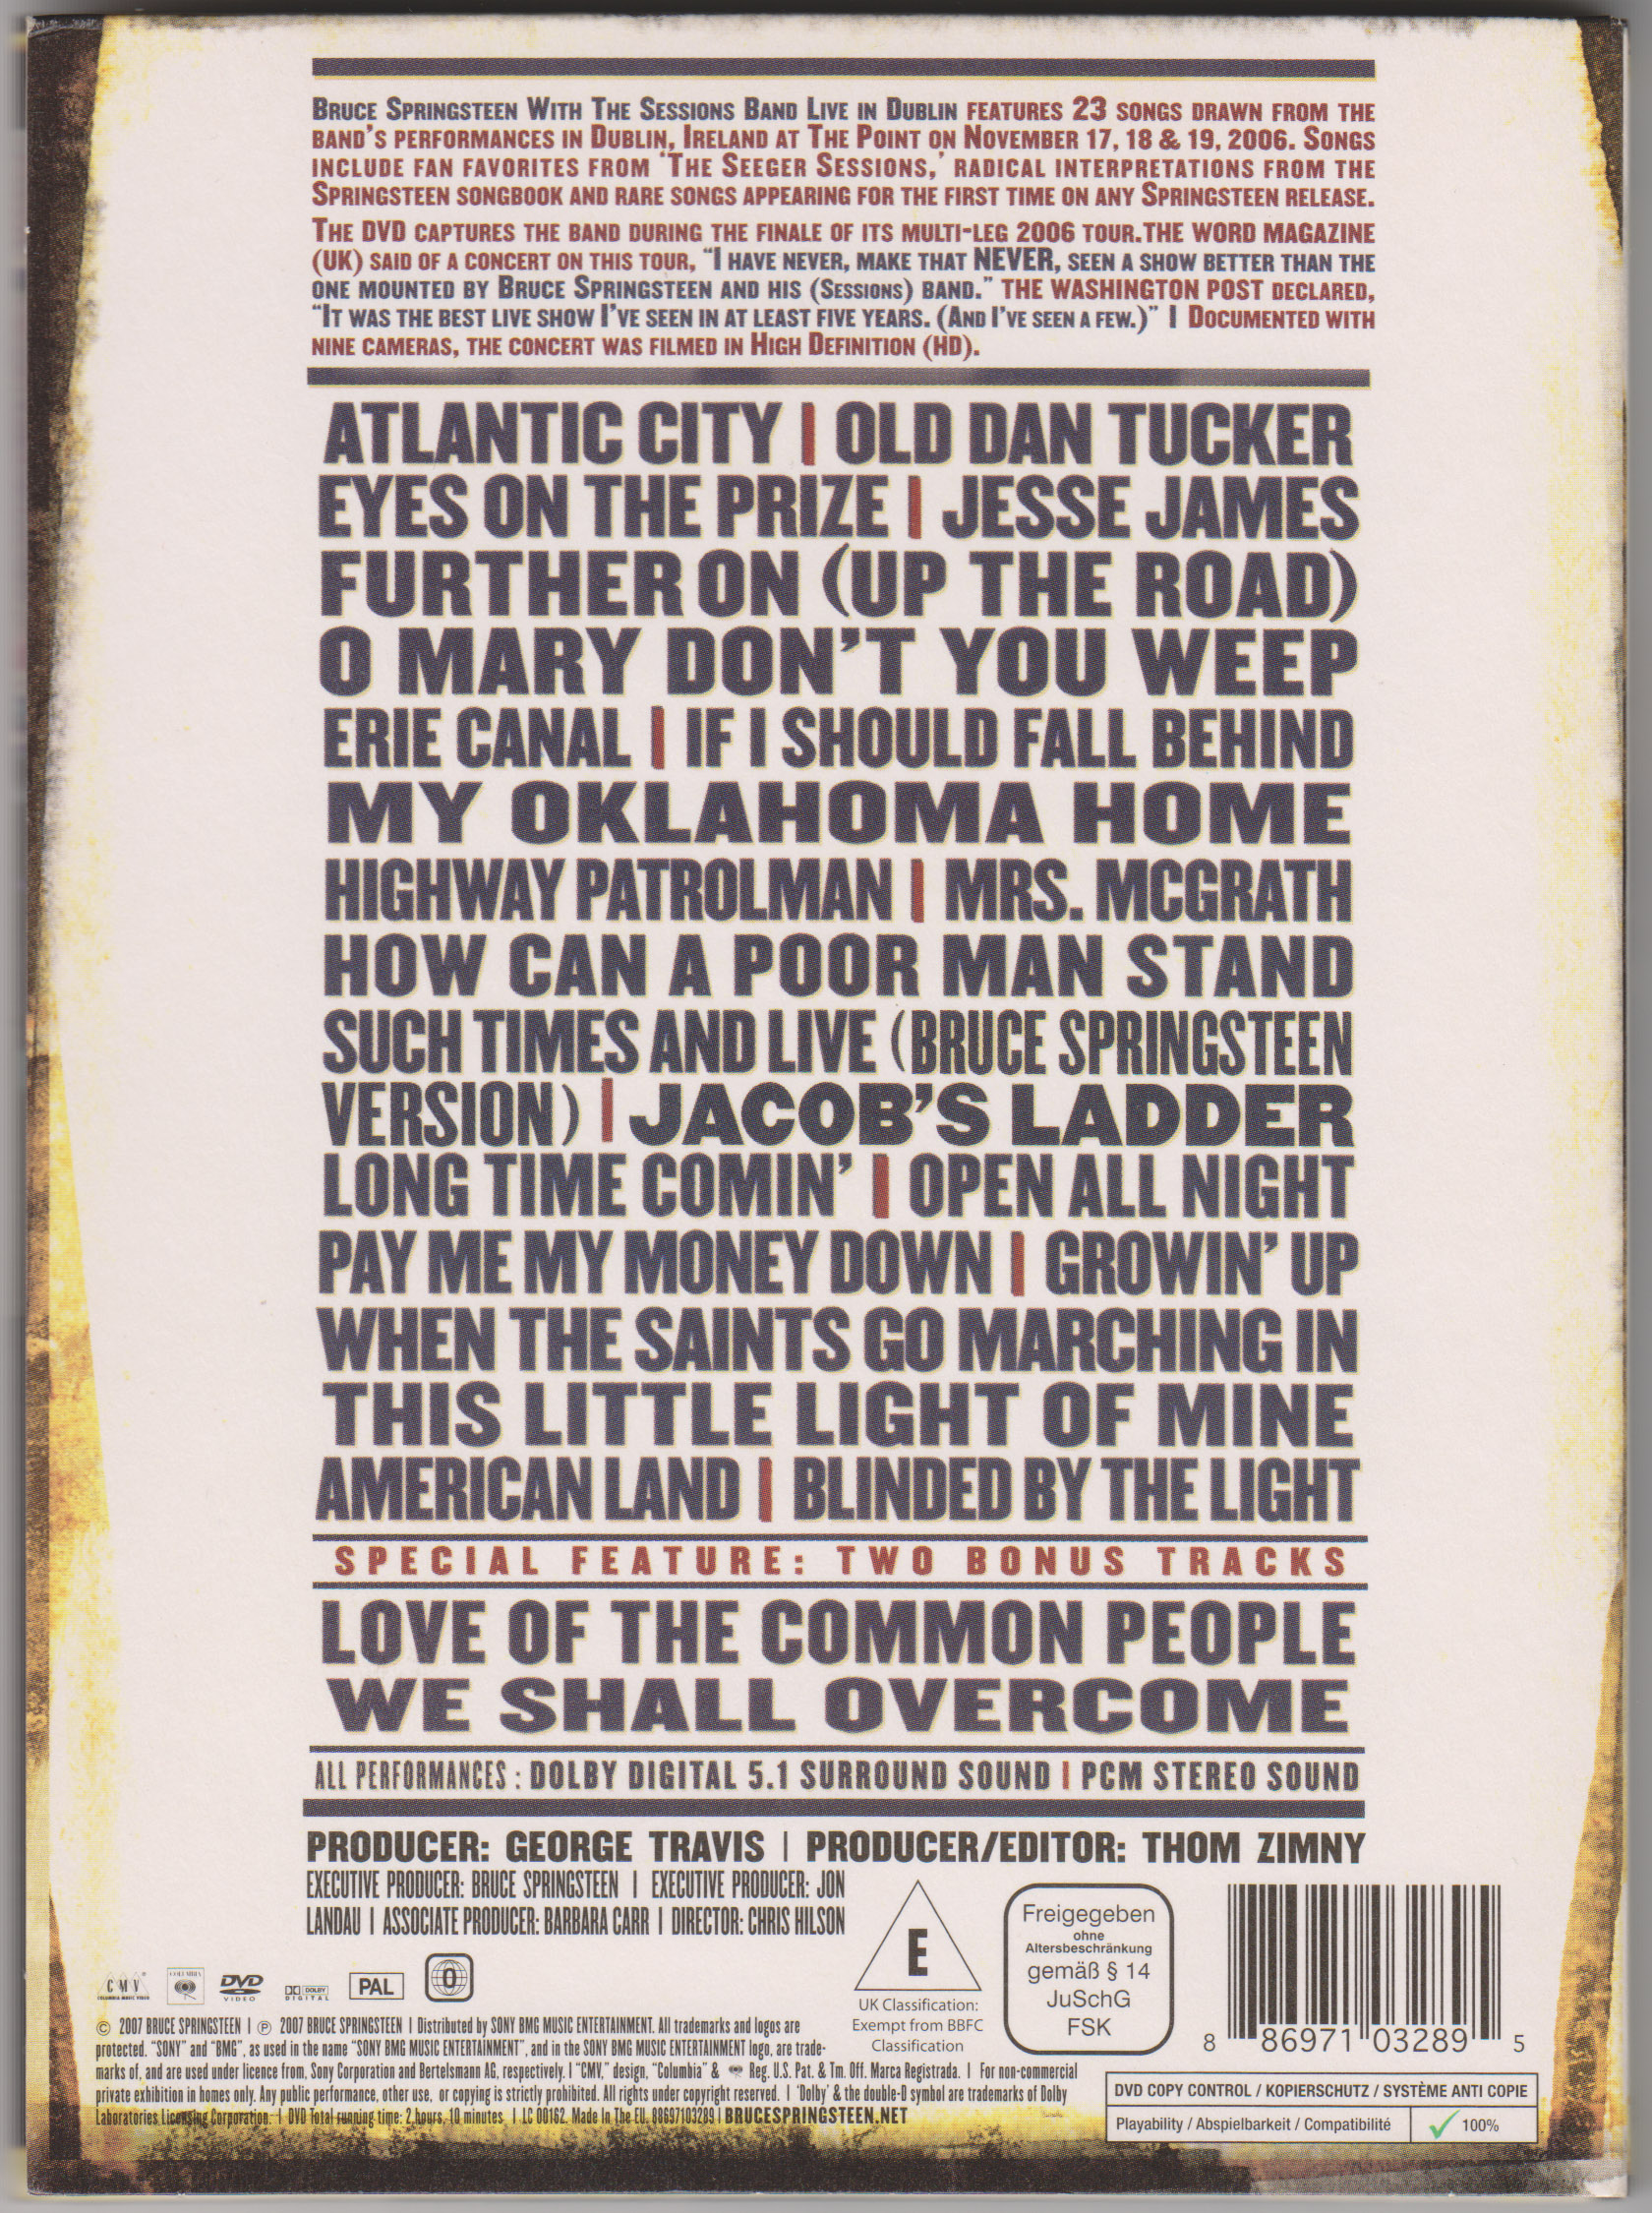 BRUCE SPRINGSTEEN WITH THE SESSIONS BAND LIVE IN DUBLIN FEATURES 23 SONGS DRAWN FROM THE
BAND'S PERFORMANCES IN DUBLIN, IRELAND AT THE POINT ON NOVEMBER 17, 18 & 19, 2006. SONGS
INCLUDE FAN FAVORITES FROM 'THE SEEGER SESSIONS,' RADICAL INTERPRETATIONS FROM THE
SPRINGSTEEN SONGBOOK AND RARE SONGS APPEARING FOR THE FIRST TIME ON ANY SPRINGSTEEN RELEASE.
THE DVD CAPTURES THE BAND DURING THE FINALE OF ITS MULTI-LEG 2006 TOUR.THE WORD MAGAZINE
(UK) SAID OF A CONCERT ON THIS TOUR, "I HAVE NEVER, MAKE THAT NEVER, SEEN A SHOW BETTER THAN THE
ONE MOUNTED BY BRUCE SPRINGSTEEN AND HIS (SESSIONS) BAND." THE WASHINGTON POST DECLARED,
"IT WAS THE BEST LIVE SHOW I'VE SEEN IN AT LEAST FIVE YEARS. (AND I'VE SEEN A FEW.)" | DOCUMENTED WITH
NINE CAMERAS, THE CONCERT WAS FILMED IN HIGH DEFINITION (HD).
ATLANTIC CITY | OLD DAN TUCKER
EYES ON THE PRIZE | JESSE JAMES
FURTHER ON (UP THE ROAD)
O MARY DON'T YOU WEEP
ERIE CANAL | IF I SHOULD FALL BEHIND
MY OKLAHOMA HOME
HIGHWAY PATROLMAN | MRS. MCGRATH
HOW CAN A POOR MAN STAND
SUCH TIMES AND LIVE (BRUCE SPRINGSTEEN
VERSION) | JACOB'S LADDER
LONG TIME COMIN' | OPEN ALL NIGHT
PAY ME MY MONEY DOWN | GROWIN' UP
WHEN THE SAINTS GO MARCHING IN
THIS LITTLE LIGHT OF MINE
AMERICAN LAND | BLINDED BY THE LIGHT
SPECIAL FEATURE: TWO BONUS TRACKS
LOVE OF THE COMMON PEOPLE
WE SHALL OVERCOME
ALL PERFORMANCES : DOLBY DIGITAL 5.1 SURROUND SOUND | PCM STEREO SOUND
PRODUCER: GEORGE TRAVIS | PRODUCER/EDITOR: THOM ZIMNY
EXECUTIVE PRODUCER: BRUCE SPRINGSTEEN | EXECUTIVE PRODUCER: JON
LANDAU | ASSOCIATE PRODUCER: BARBARA CARR | DIRECTOR: CHRIS HILSON
CMV
COLUMBIA MUSIC VIDEO
COLUMBIA
DVD
VIDEO
DOLBY
DIGITAL
PAL
0
E
UK Classification:
Exempt from BBFC
Classification
Freigegeben
ohne
Altersbeschränkung
gemäß § 14
JuSchG
FSK
8 86971 03289 5
© 2007 BRUCE SPRINGSTEEN | ℗ 2007 BRUCE SPRINGSTEEN | Distributed by SONY BMG MUSIC ENTERTAINMENT. All trademarks and logos are
protected. "SONY" and "BMG", as used in the name "SONY BMG MUSIC ENTERTAINMENT", and in the SONY BMG MUSIC ENTERTAINMENT logo, are trade-
marks of, and are used under licence from, Sony Corporation and Bertelsmann AG, respectively. | "CMV," design, "Columbia" & Reg. U.S. Pat. & Tm. Off. Marca Registrada. | For non-commercial
private exhibition in homes only. Any public performance, other use, or copying is strictly prohibited. All rights under copyright reserved. | 'Dolby' & the double-D symbol are trademarks of Dolby
Laboratories Licensing Corporation. | DVD Total running time: 2 hours, 10 minutes | LC 00162. Made In The EU. 88697103289 | BRUCESPRINGSTEEN.NET
DVD COPY CONTROL / KOPIERSCHUTZ / SYSTÈME ANTI COPIE
Playability / Abspielbarkeit / Compatibilité 100%